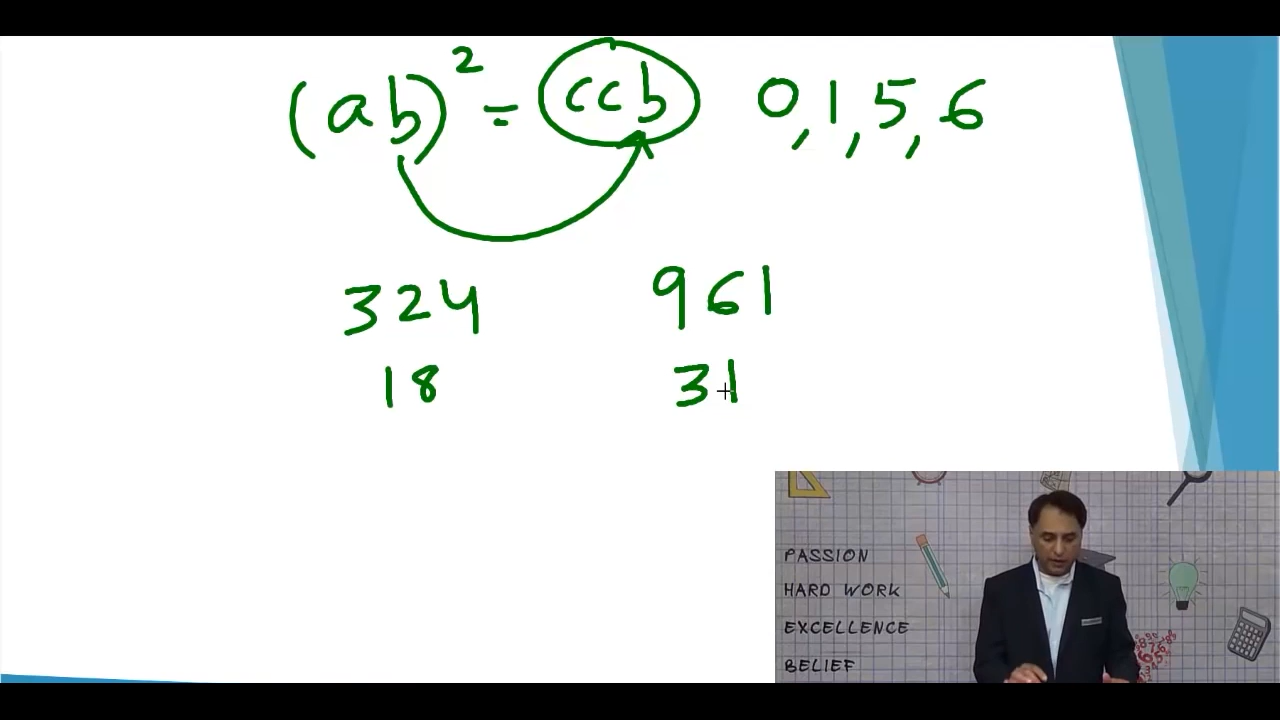 (ab)² = ccb 0,1,5,6
324 961
18 31
PASSION
HARD WORK
EXCELLENCE
BELIEF